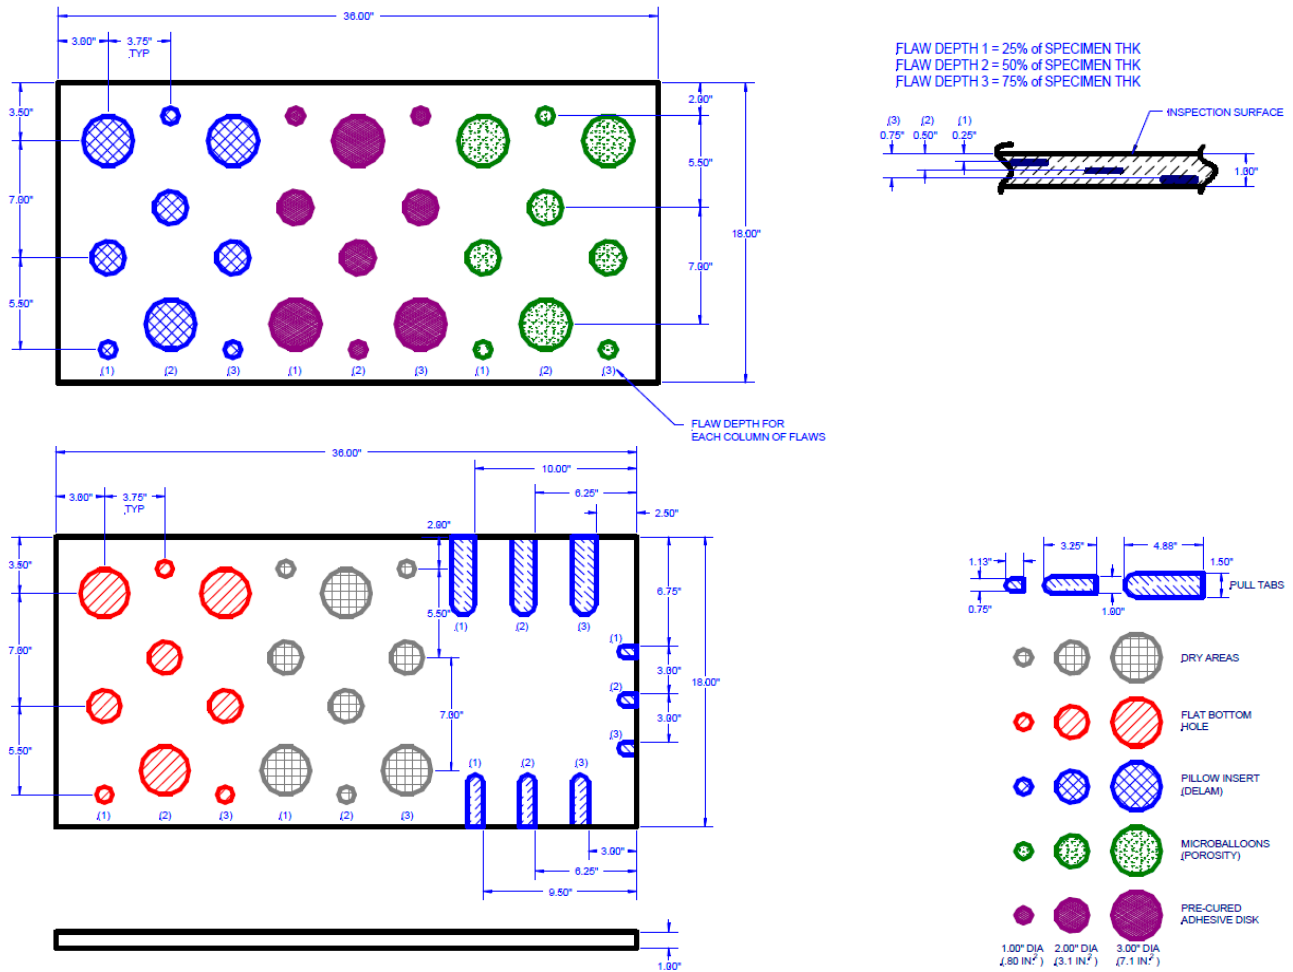 36.00"
3.00"
3.75"
TYP
3.50"
7.00"
5.50"
2.00"
5.50"
7.00"
18.00"
(1)
(2)
(3)
(1)
(2)
(3)
(1)
(2)
(3)
FLAW DEPTH FOR
EACH COLUMN OF FLAWS
FLAW DEPTH 1 = 25% of SPECIMEN THK
FLAW DEPTH 2 = 50% of SPECIMEN THK
FLAW DEPTH 3 = 75% of SPECIMEN THK
(3)
(2)
(1)
0.75"
0.50"
0.25"
INSPECTION SURFACE
1.00"
36.00"
10.00"
6.25"
2.50"
3.00"
3.75"
TYP
2.00"
3.50"
7.00"
5.50"
5.50"
7.00"
6.75"
3.00"
3.00"
18.00"
(1)
(2)
(3)
(1)
(2)
(3)
(1)
(2)
(3)
(1)
(2)
(3)
(1)
(2)
(3)
3.00"
6.25"
9.50"
1.00"
1.13"
3.25"
4.88"
0.75"
1.00"
1.50"
PULL TABS
DRY AREAS
FLAT BOTTOM
HOLE
PILLOW INSERT
(DELAM)
MICROBALLOONS
(POROSITY)
PRE-CURED
ADHESIVE DISK
1.00" DIA
(.80 IN.²)
2.00" DIA
(3.1 IN.²)
3.00" DIA
(7.1 IN.²)